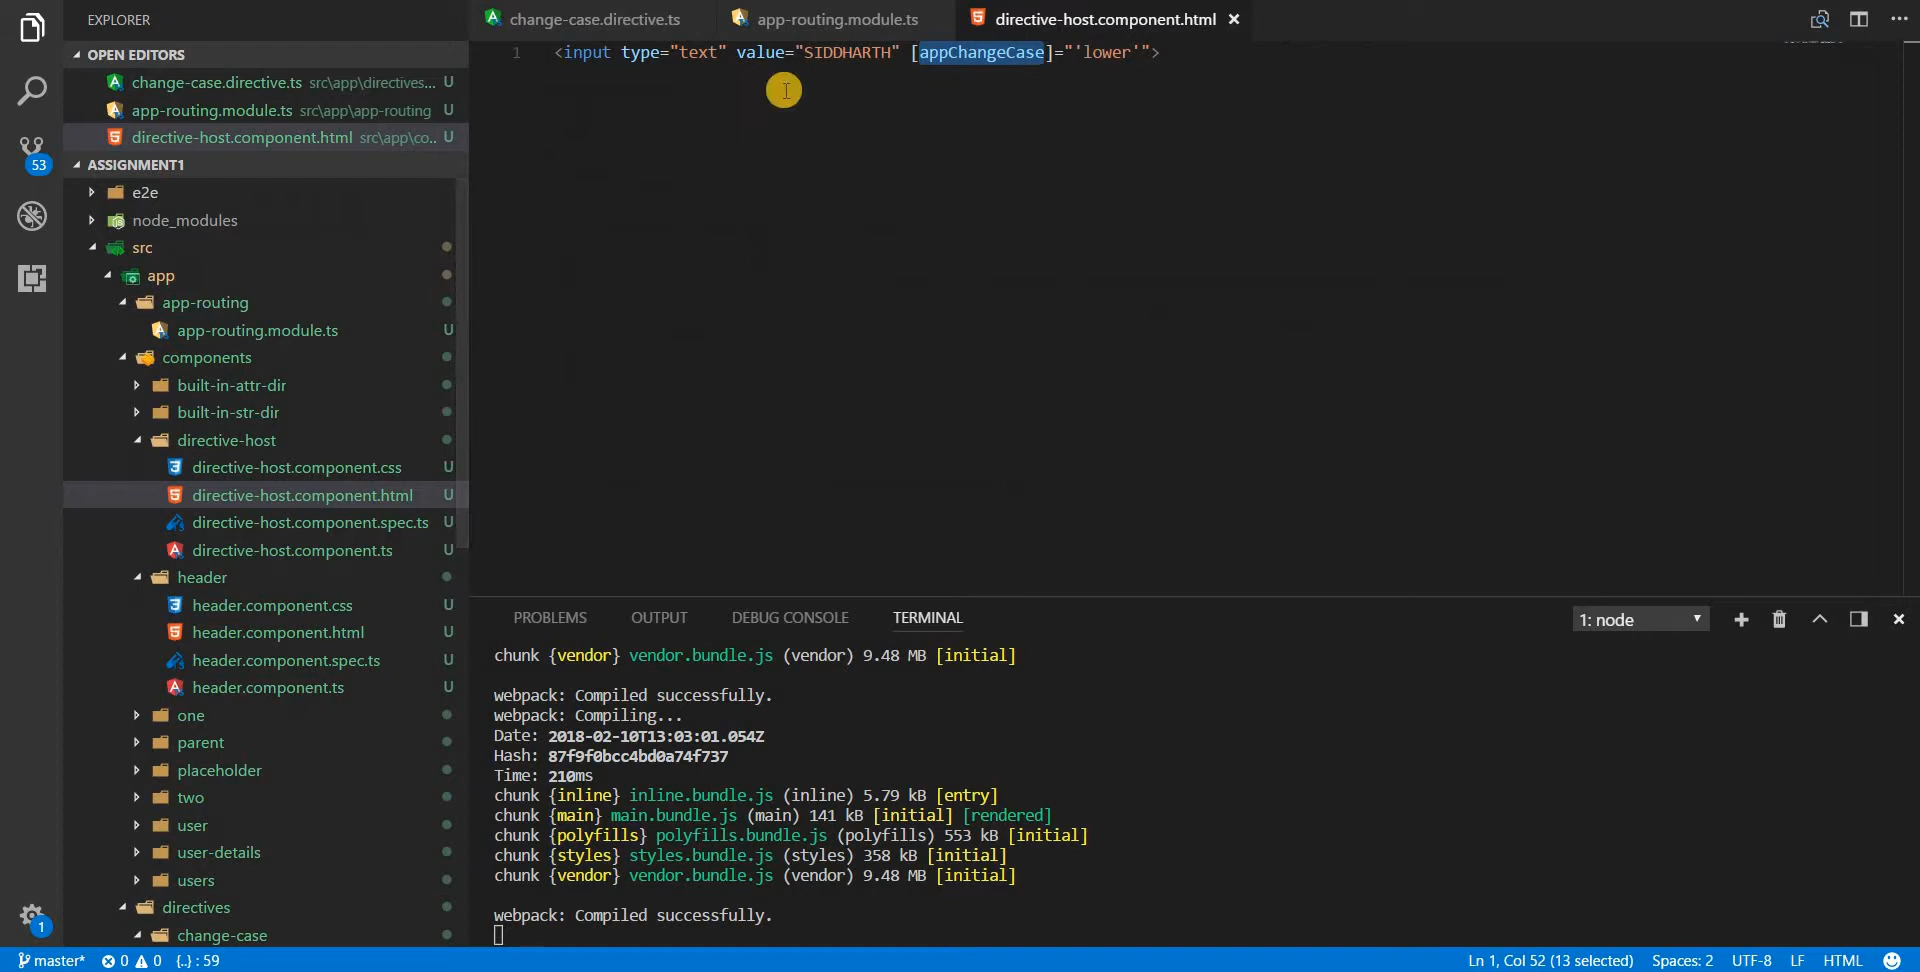 EXPLORER
OPEN EDITORS
change-case.directive.ts src\app\directives... U
app-routing.module.ts src\app\app-routing U
directive-host.component.html src\app\co... U
ASSIGNMENT1
e2e
node_modules
src
app
app-routing
app-routing.module.ts U
components
built-in-attr-dir
built-in-str-dir
directive-host
directive-host.component.css U
directive-host.component.html U
directive-host.component.spec.ts U
directive-host.component.ts U
header
header.component.css U
header.component.html U
header.component.spec.ts U
header.component.ts U
one
parent
placeholder
two
user
user-details
users
directives
change-case
53
1
change-case.directive.ts app-routing.module.ts directive-host.component.html
1 <input type="text" value="SIDDHARTH" [appChangeCase]="'lower'">
PROBLEMS OUTPUT DEBUG CONSOLE TERMINAL 1: node
chunk {vendor} vendor.bundle.js (vendor) 9.48 MB [initial]
webpack: Compiled successfully.
webpack: Compiling...
Date: 2018-02-10T13:03:01.054Z
Hash: 87f9f0bcc4bd0a74f737
Time: 210ms
chunk {inline} inline.bundle.js (inline) 5.79 kB [entry]
chunk {main} main.bundle.js (main) 141 kB [initial] [rendered]
chunk {polyfills} polyfills.bundle.js (polyfills) 553 kB [initial]
chunk {styles} styles.bundle.js (styles) 358 kB [initial]
chunk {vendor} vendor.bundle.js (vendor) 9.48 MB [initial]
webpack: Compiled successfully.
master* 0 0 {..} : 59 Ln 1, Col 52 (13 selected) Spaces: 2 UTF-8 LF HTML